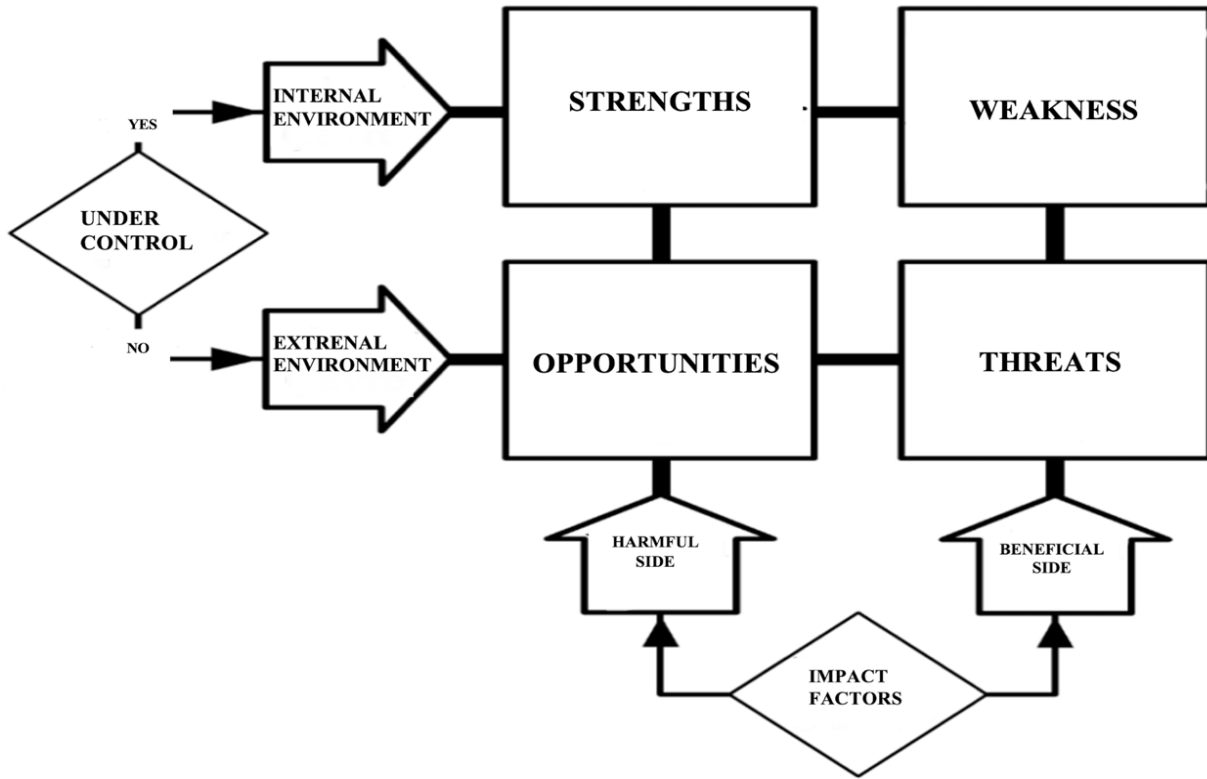 INTERNAL
ENVIRONMENT
STRENGTHS
WEAKNESS
YES
UNDER
CONTROL
NO
EXTRENAL
ENVIRONMENT
OPPORTUNITIES
THREATS
HARMFUL
SIDE
BENEFICIAL
SIDE
IMPACT
FACTORS